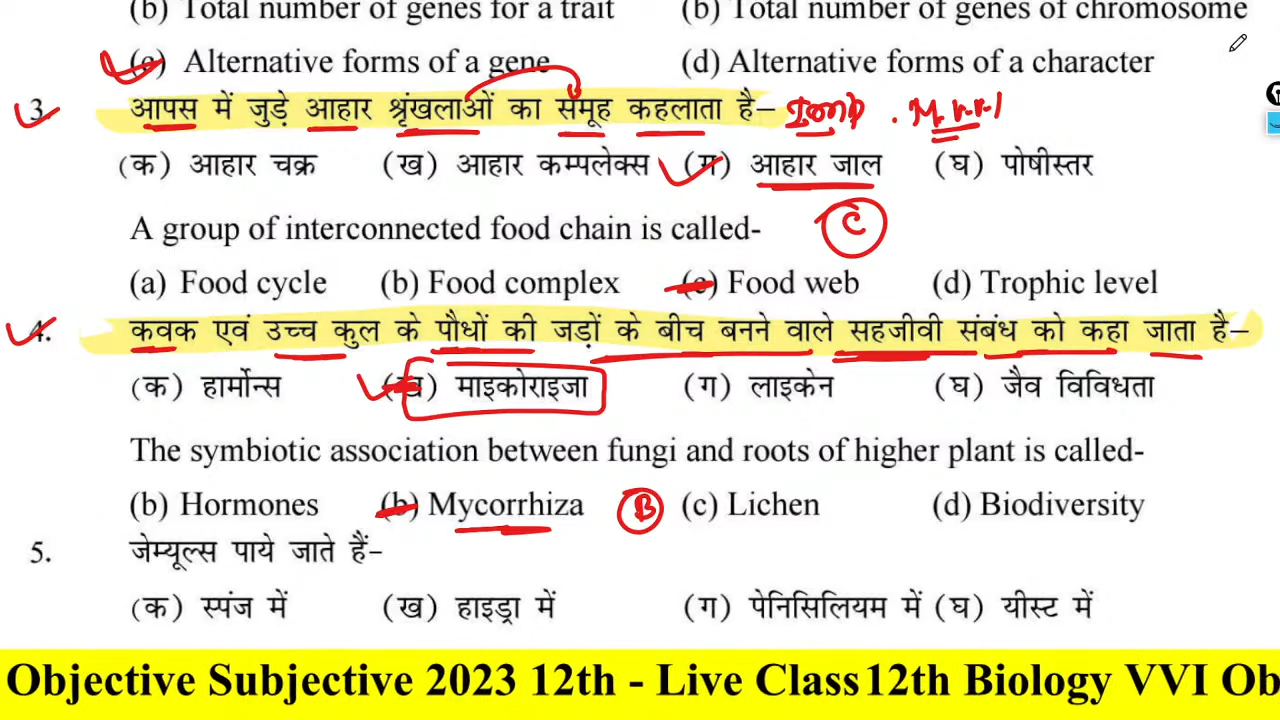 (b) Total number of genes for a trait (b) Total number of genes of chromosome
(c) Alternative forms of a gene (d) Alternative forms of a character
3. आपस में जुड़े आहार श्रृंखलाओं का समूह कहलाता है–
(क) आहार चक्र (ख) आहार कम्पलेक्स (ग) आहार जाल (घ) पोषीस्तर
A group of interconnected food chain is called- C
(a) Food cycle (b) Food complex (c) Food web (d) Trophic level
4. कवक एवं उच्च कुल के पौधों की जड़ों के बीच बनने वाले सहजीवी संबंध को कहा जाता है–
(क) हार्मोन्स (ख) माइकोराइजा (ग) लाइकेन (घ) जैव विविधता
The symbiotic association between fungi and roots of higher plant is called-
(b) Hormones (b) Mycorrhiza B (c) Lichen (d) Biodiversity
5. जेम्यूल्स पाये जाते हैं–
(क) स्पंज में (ख) हाइड्रा में (ग) पेनिसिलियम में (घ) यीस्ट में
Objective Subjective 2023 12th - Live Class 12th Biology VVI Ob